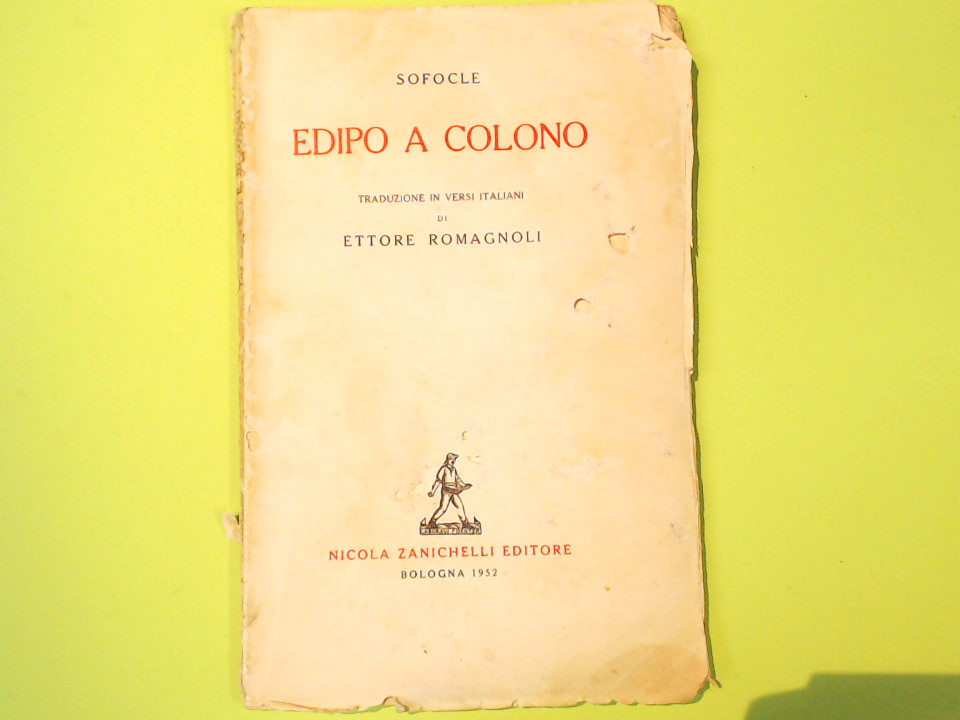 SOFOCLE
EDIPO A COLONO
TRADUZIONE IN VERSI ITALIANI
DI
ETTORE ROMAGNOLI
NICOLA ZANICHELLI EDITORE
BOLOGNA 1952